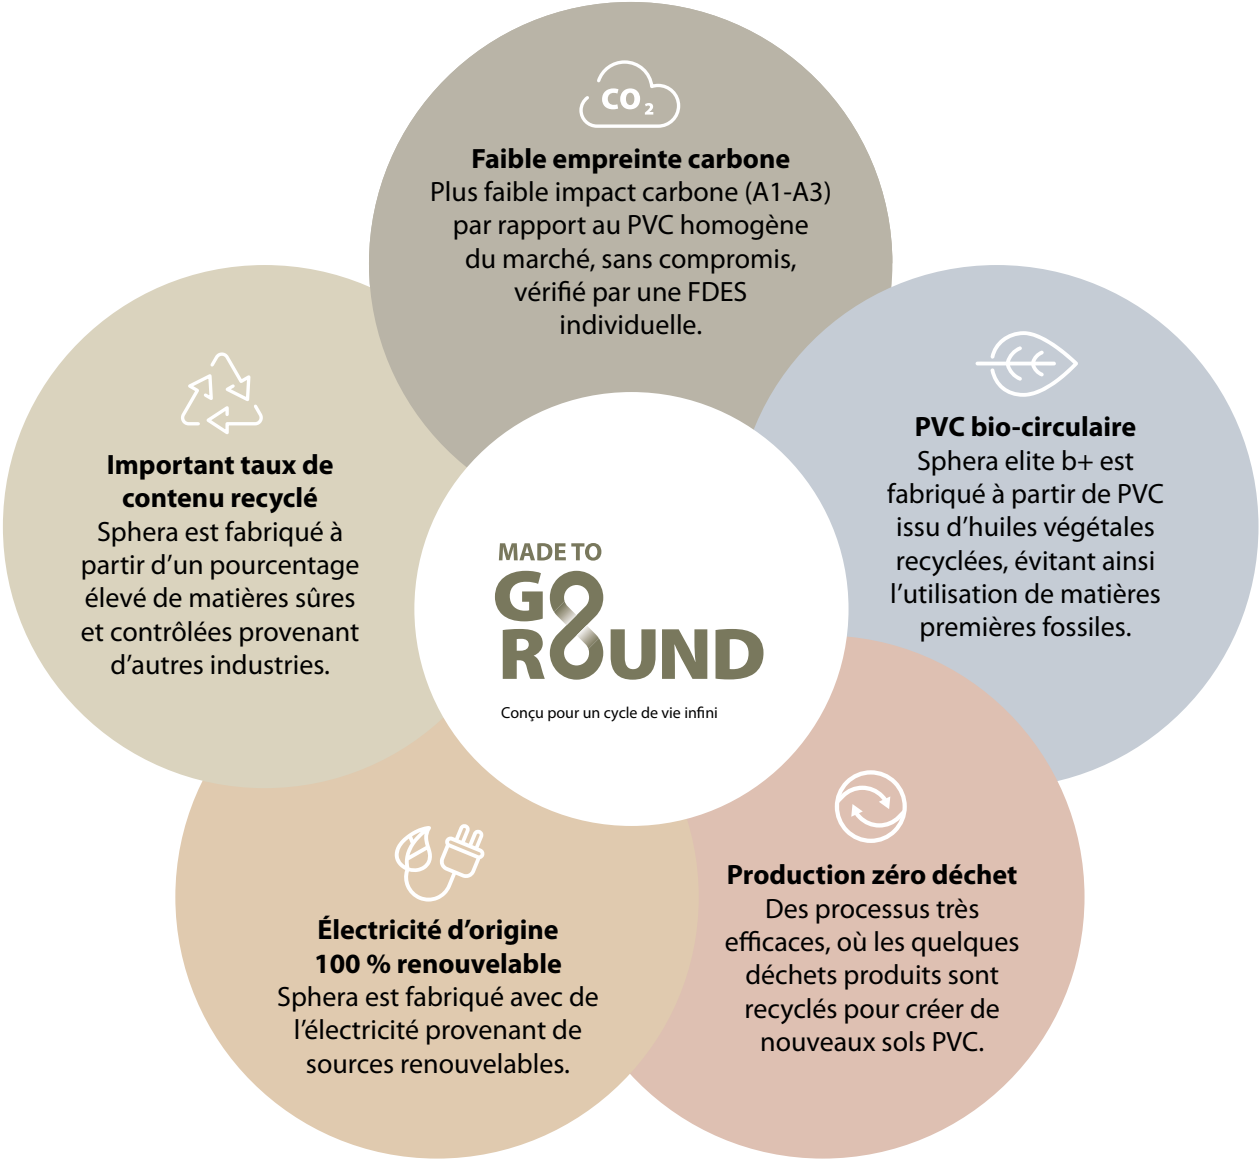 CO2
Faible empreinte carbone
Plus faible impact carbone (A1-A3)
par rapport au PVC homogène
du marché, sans compromis,
vérifié par une FDES
individuelle.
PVC bio-circulaire
Sphera elite b+ est
fabriqué à partir de PVC
issu d’huiles végétales
recyclées, évitant ainsi
l’utilisation de matières
premières fossiles.
Important taux de
contenu recyclé
Sphera est fabriqué à
partir d’un pourcentage
élevé de matières sûres
et contrôlées provenant
d’autres industries.
MADE TO
GO
ROUND
Conçu pour un cycle de vie infini
Production zéro déchet
Des processus très
efficaces, où les quelques
déchets produits sont
recyclés pour créer de
nouveaux sols PVC.
Électricité d’origine
100 % renouvelable
Sphera est fabriqué avec de
l’électricité provenant de
sources renouvelables.